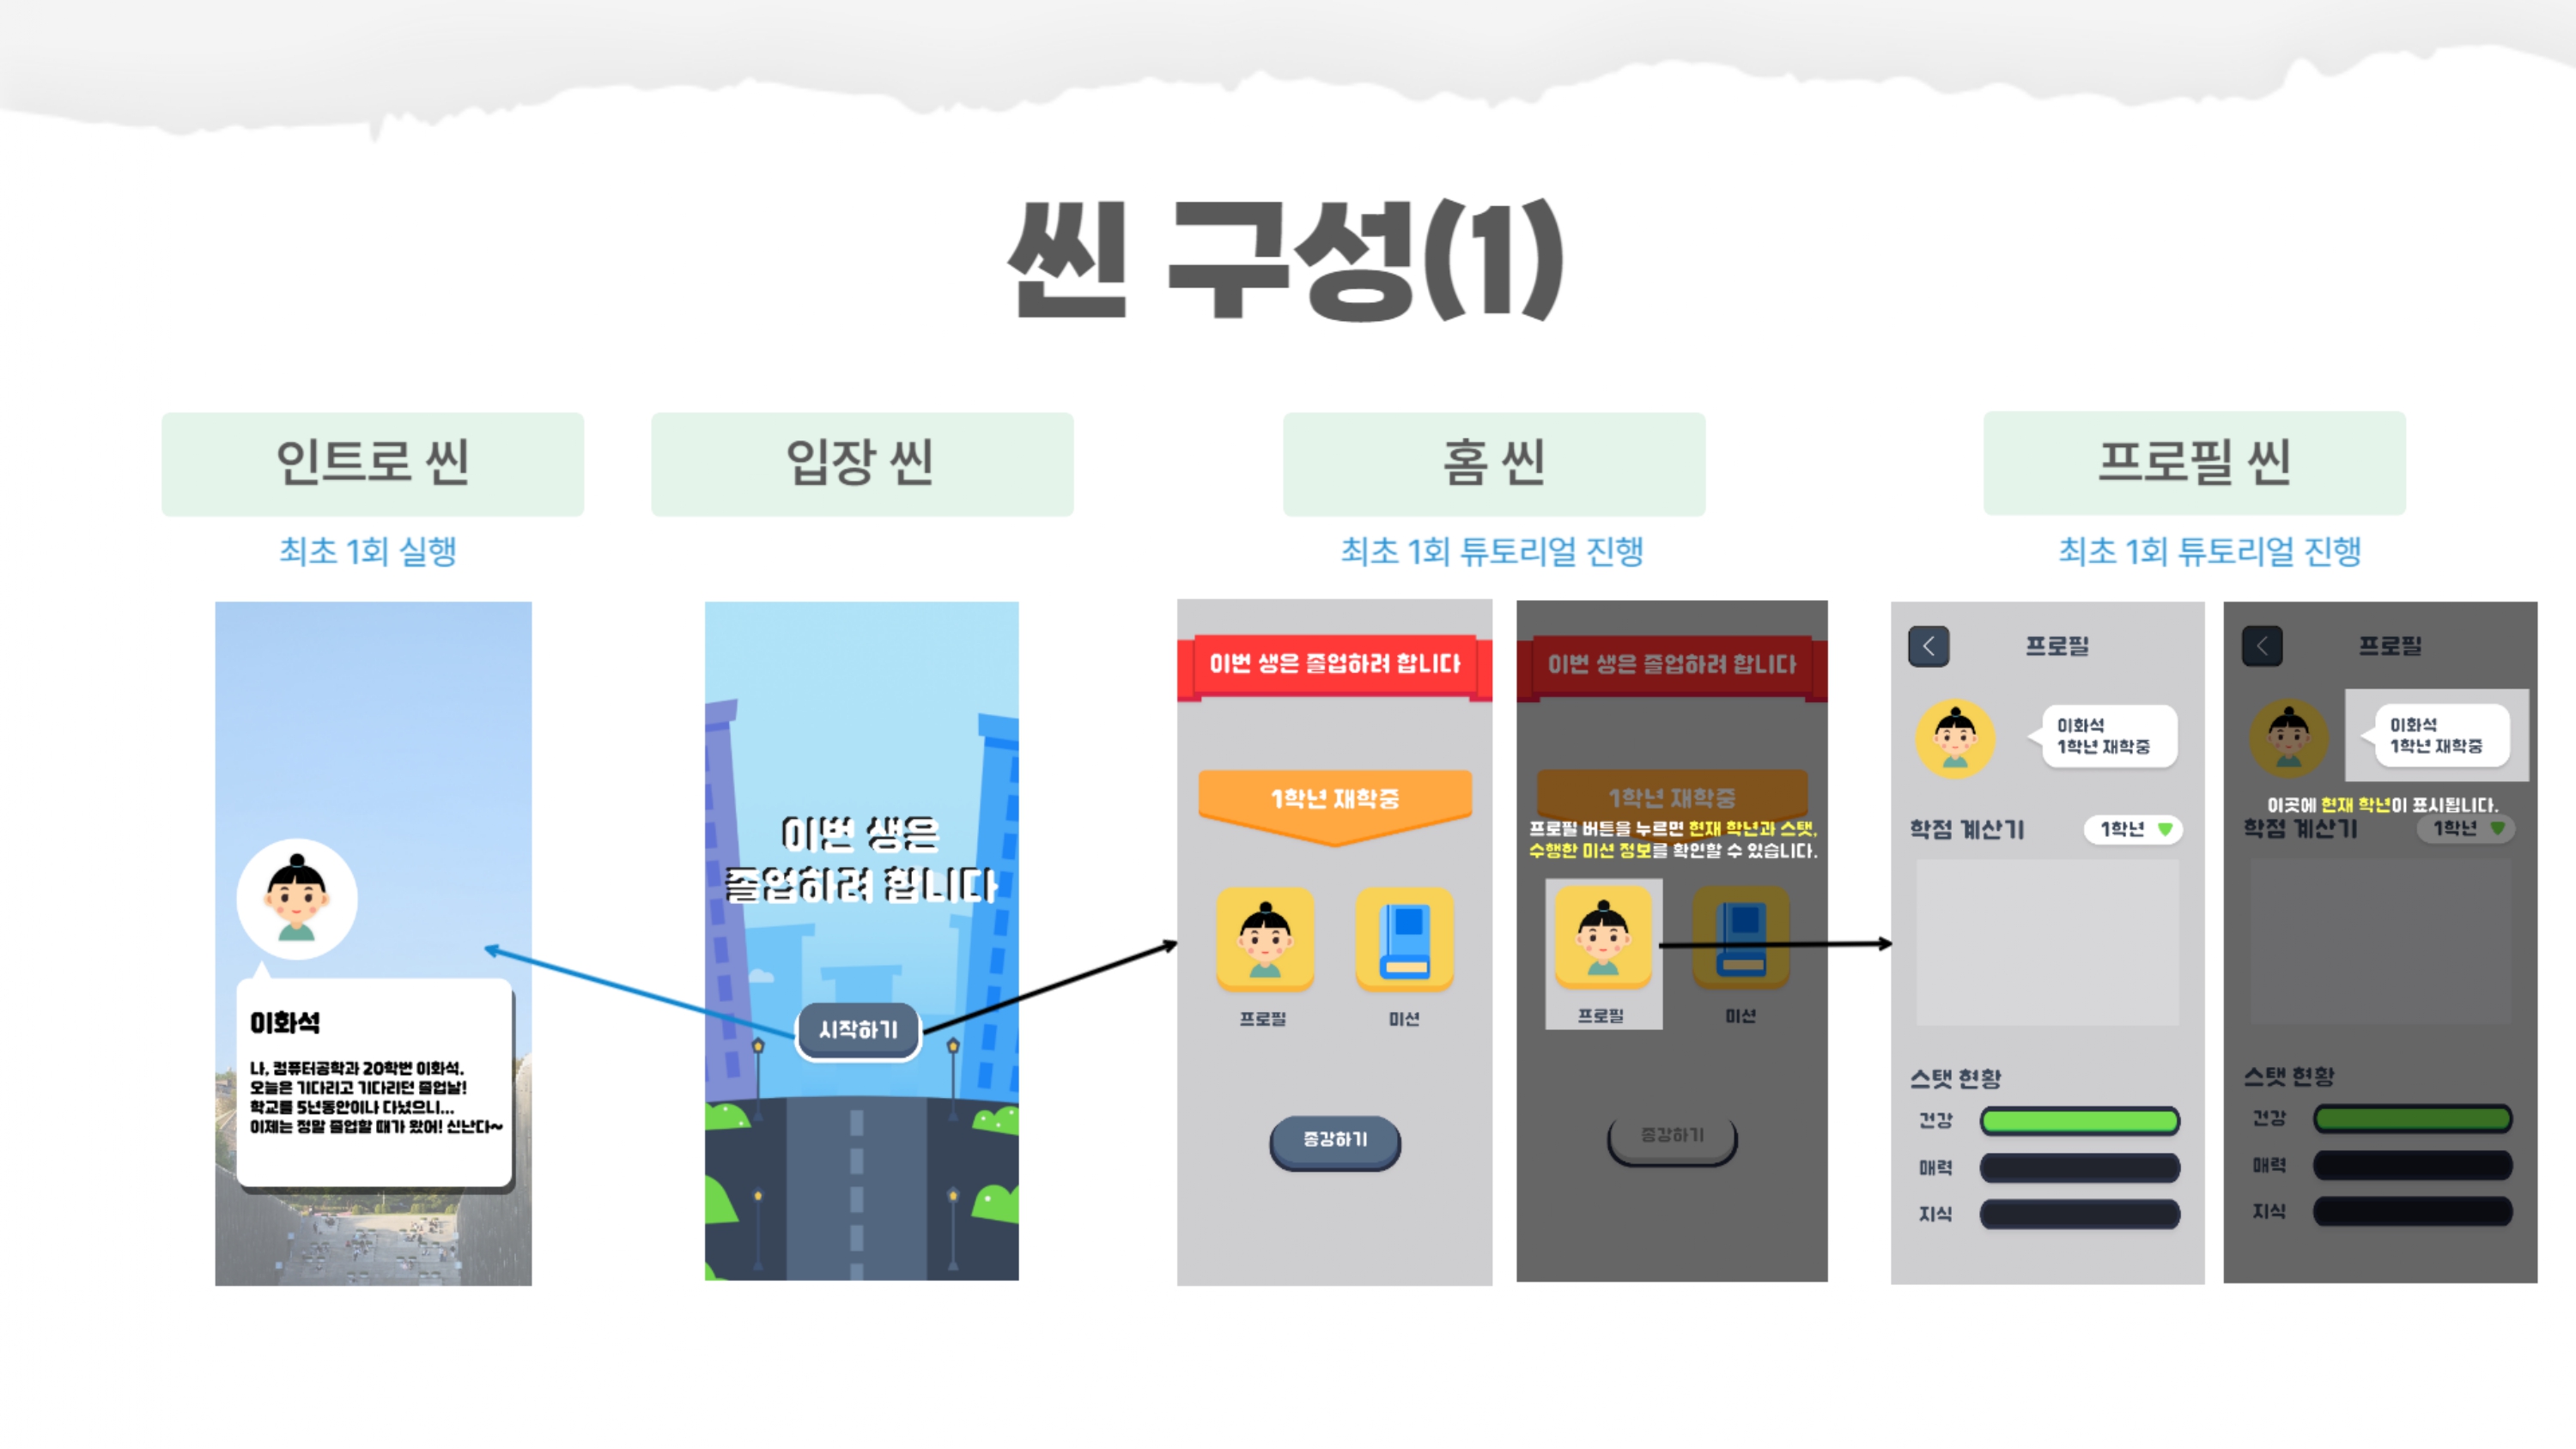 씬 구성(1)
인트로 씬
최초 1회 실행
이화석
나, 컴퓨터공학과 20학번 이화석.
오늘은 기다리고 기다리던 졸업날!
학교를 5년동안이나 다녔으니...
이제는 정말 졸업할 때가 왔어! 신난다~
입장 씬
이번 생은
졸업하려 합니다
시작하기
홈 씬
최초 1회 튜토리얼 진행
이번 생은 졸업하려 합니다
1학년 재학중
프로필
미션
종강하기
이번 생은 졸업하려 합니다
1학년 재학중
프로필 버튼을 누르면 현재 학년과 스탯,
수행한 미션 정보를 확인할 수 있습니다.
프로필
미션
종강하기
프로필 씬
최초 1회 튜토리얼 진행
프로필
이화석
1학년 재학중
학점 계산기
1학년
스탯 현황
건강
매력
지식
프로필
이화석
1학년 재학중
이곳에 현재 학년이 표시됩니다.
학점 계산기
1학년
스탯 현황
건강
매력
지식